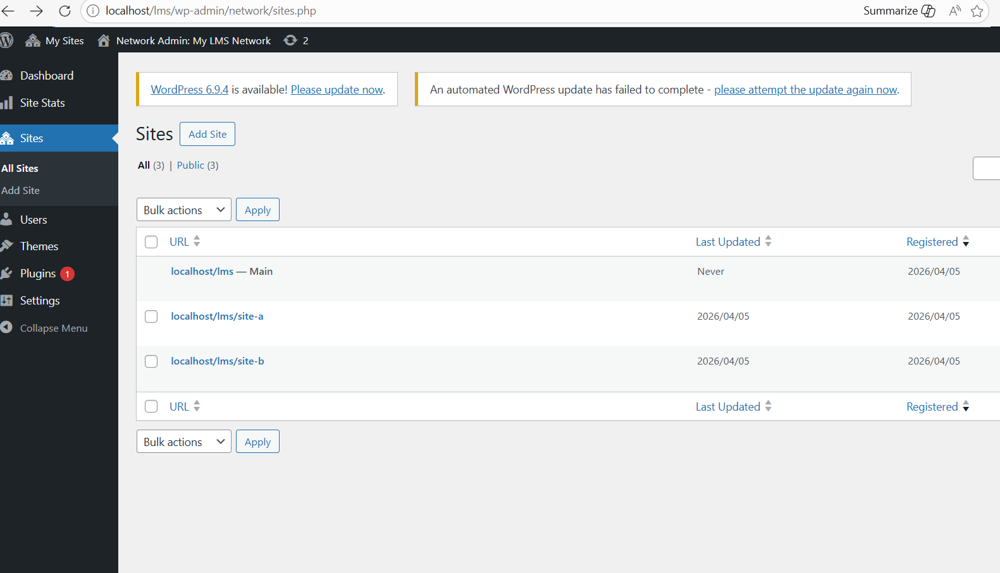 localhost/lms/wp-admin/network/sites.php
Summarize
My Sites
Network Admin: My LMS Network
2
Dashboard
Site Stats
Sites
All Sites
Add Site
Users
Themes
Plugins 1
Settings
Collapse Menu
WordPress 6.9.4 is available! Please update now.
An automated WordPress update has failed to complete - please attempt the update again now.
Sites Add Site
All (3) | Public (3)
Bulk actions Apply
URL Last Updated Registered
localhost/lms — Main Never 2026/04/05
localhost/lms/site-a 2026/04/05 2026/04/05
localhost/lms/site-b 2026/04/05 2026/04/05
URL Last Updated Registered
Bulk actions Apply